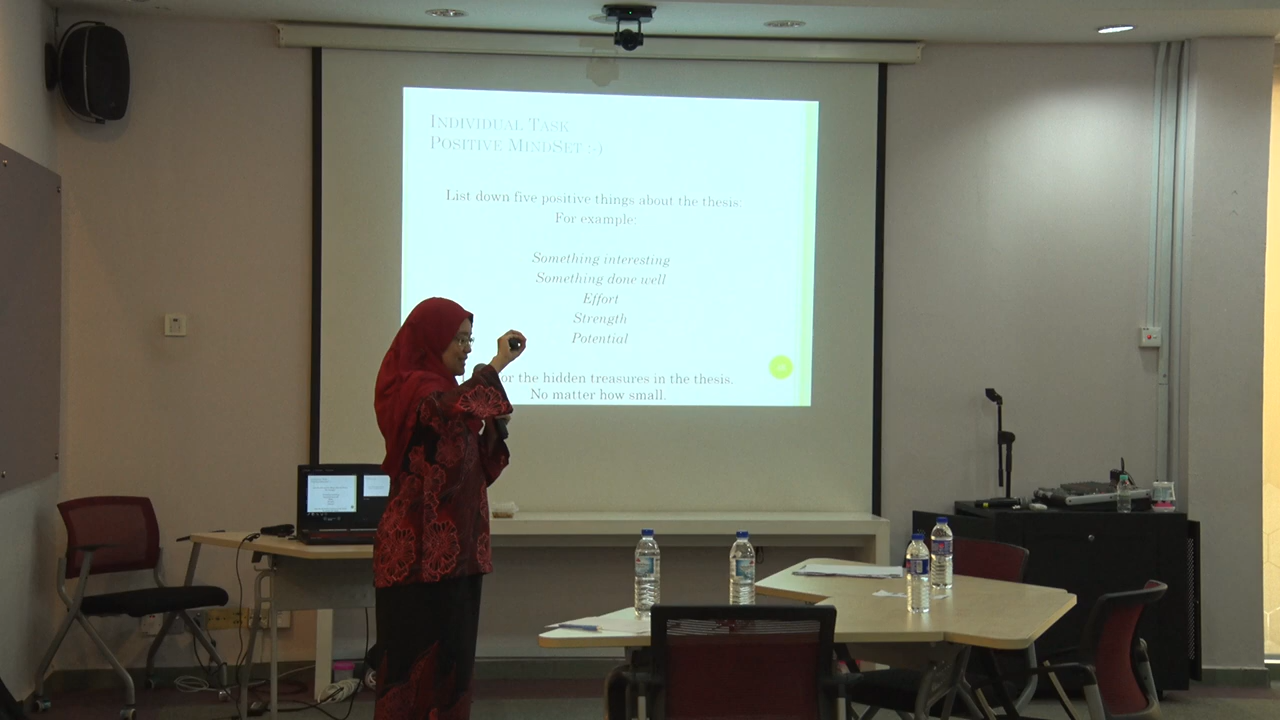 INDIVIDUAL TASK
POSITIVE MINDSET :-)
List down five positive things about the thesis:
For example:
Something interesting
Something done well
Effort
Strength
Potential
for the hidden treasures in the thesis.
No matter how small.